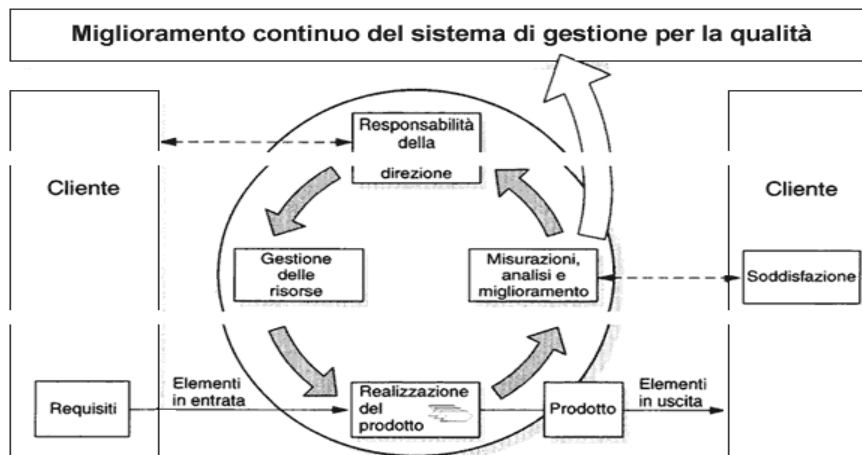 Miglioramento continuo del sistema di gestione per la qualità
Cliente
Responsabilità
della
direzione
Cliente
Gestione
delle
risorse
Misurazioni,
analisi e
miglioramento
Soddisfazione
Requisiti
Elementi
in entrata
Realizzazione
del
prodotto
Prodotto
Elementi
in uscita